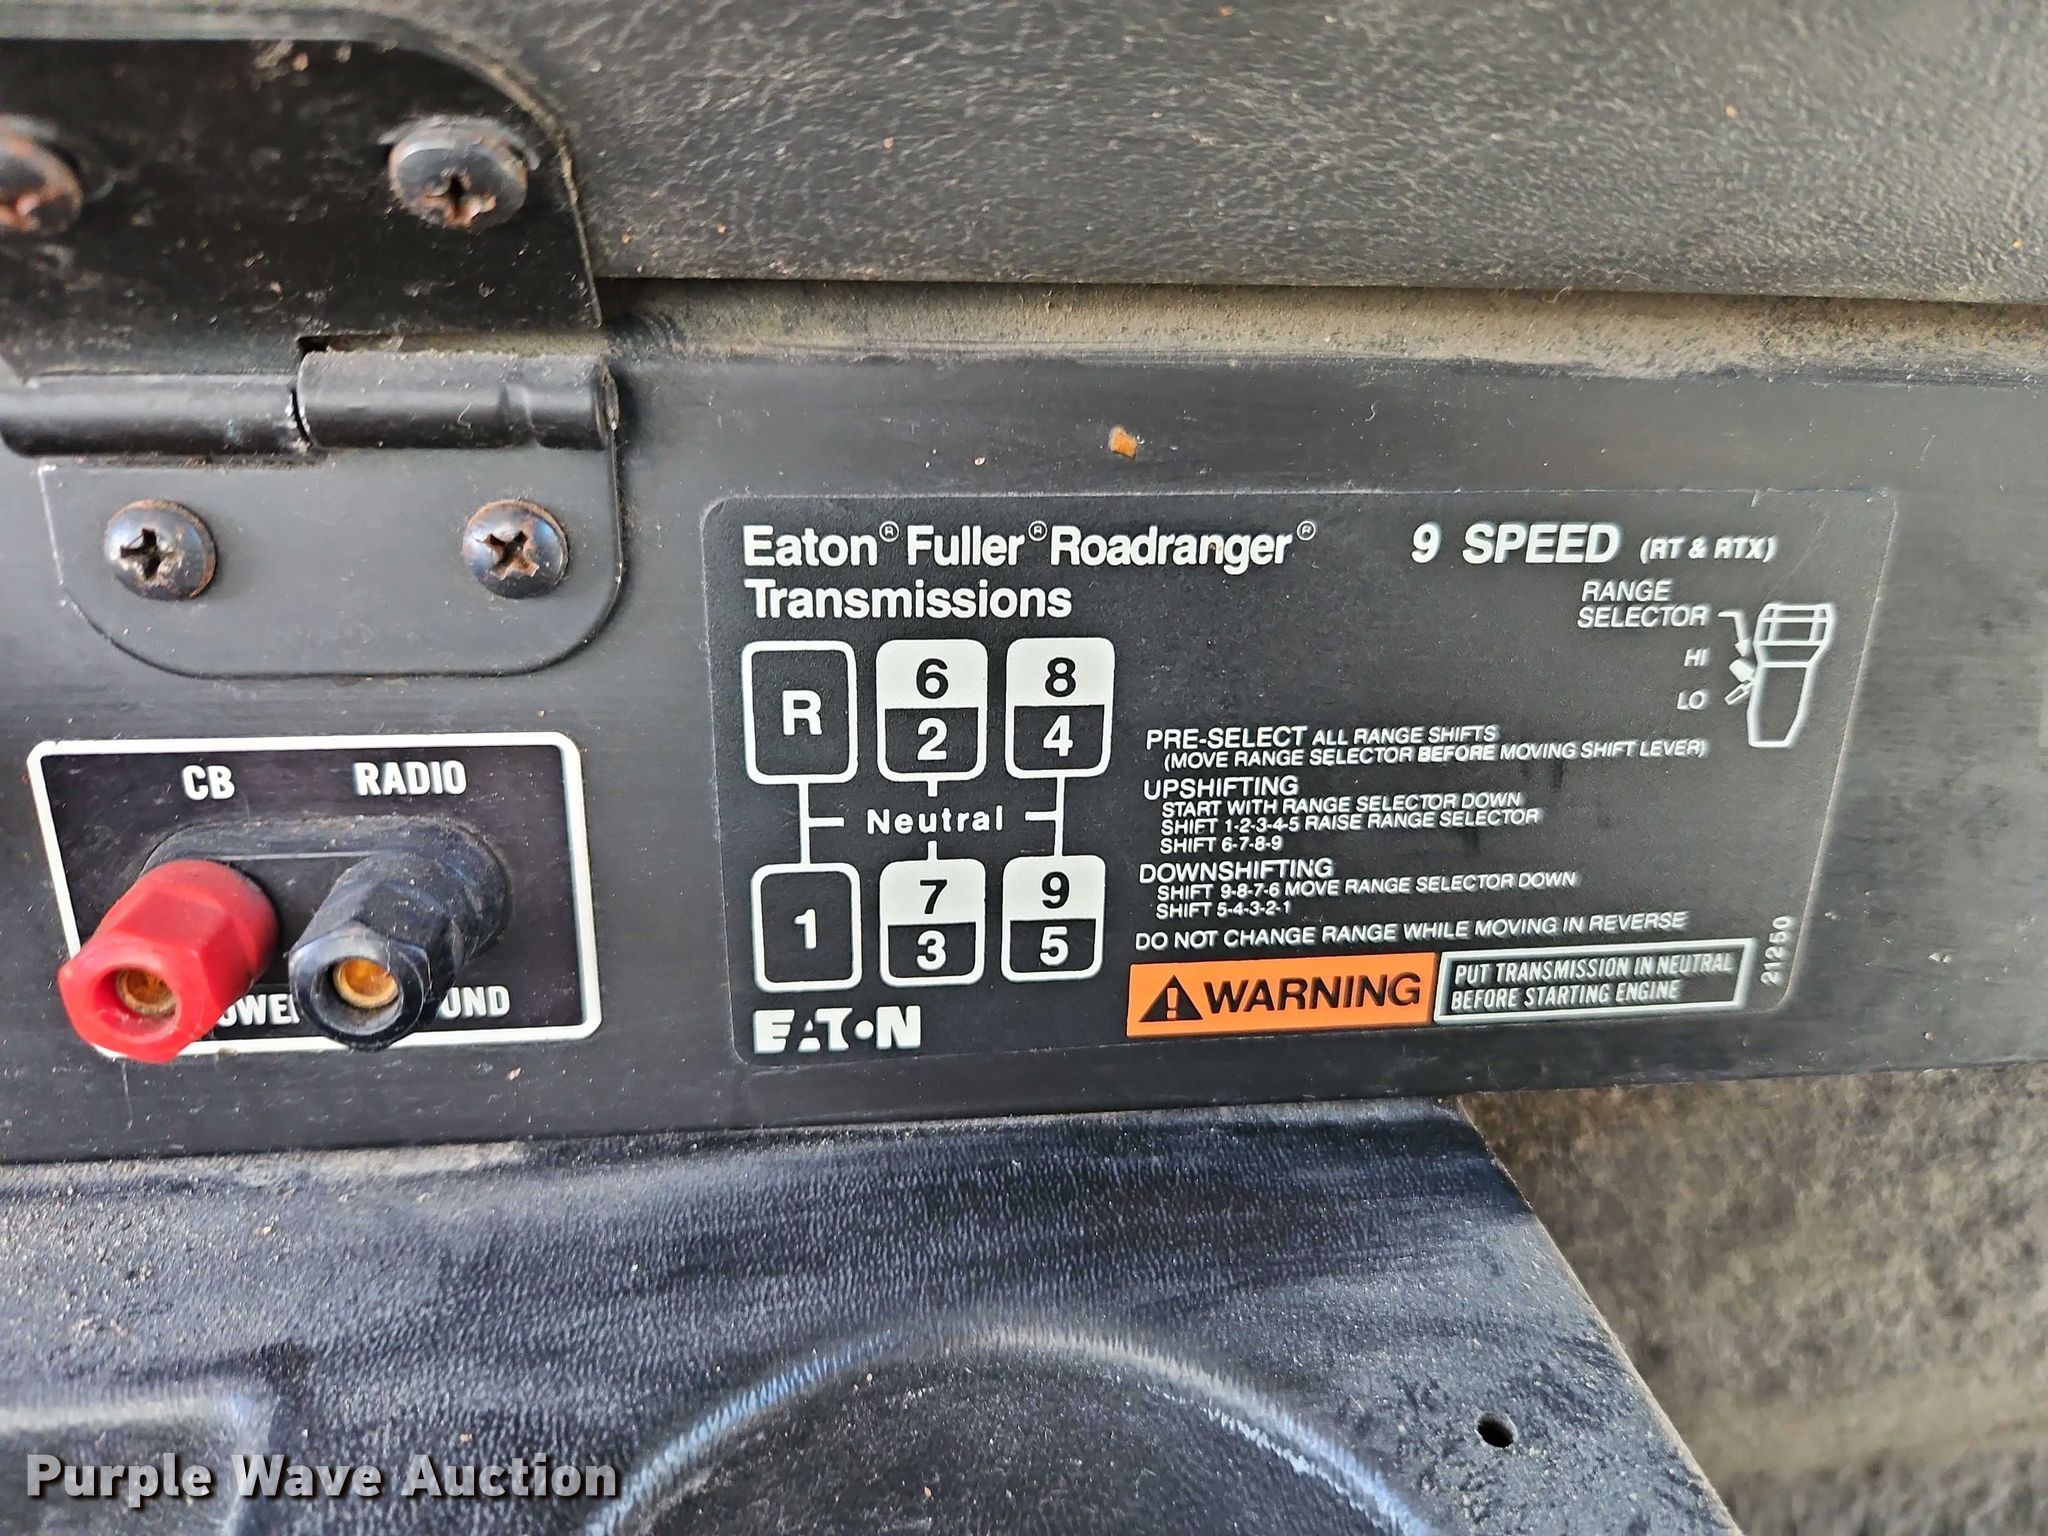 Eaton® Fuller® Roadranger®
Transmissions
9 SPEED (RT & RTX)
RANGE
SELECTOR
HI
LO
R
6
2
8
4
Neutral
1
7
3
9
5
PRE-SELECT ALL RANGE SHIFTS
(MOVE RANGE SELECTOR BEFORE MOVING SHIFT LEVER)
UPSHIFTING
START WITH RANGE SELECTOR DOWN
SHIFT 1-2-3-4-5 RAISE RANGE SELECTOR
SHIFT 6-7-8-9
DOWNSHIFTING
SHIFT 9-8-7-6 MOVE RANGE SELECTOR DOWN
SHIFT 5-4-3-2-1
DO NOT CHANGE RANGE WHILE MOVING IN REVERSE
WARNING
PUT TRANSMISSION IN NEUTRAL
BEFORE STARTING ENGINE
21250
EATON
CB RADIO
Purple Wave Auction